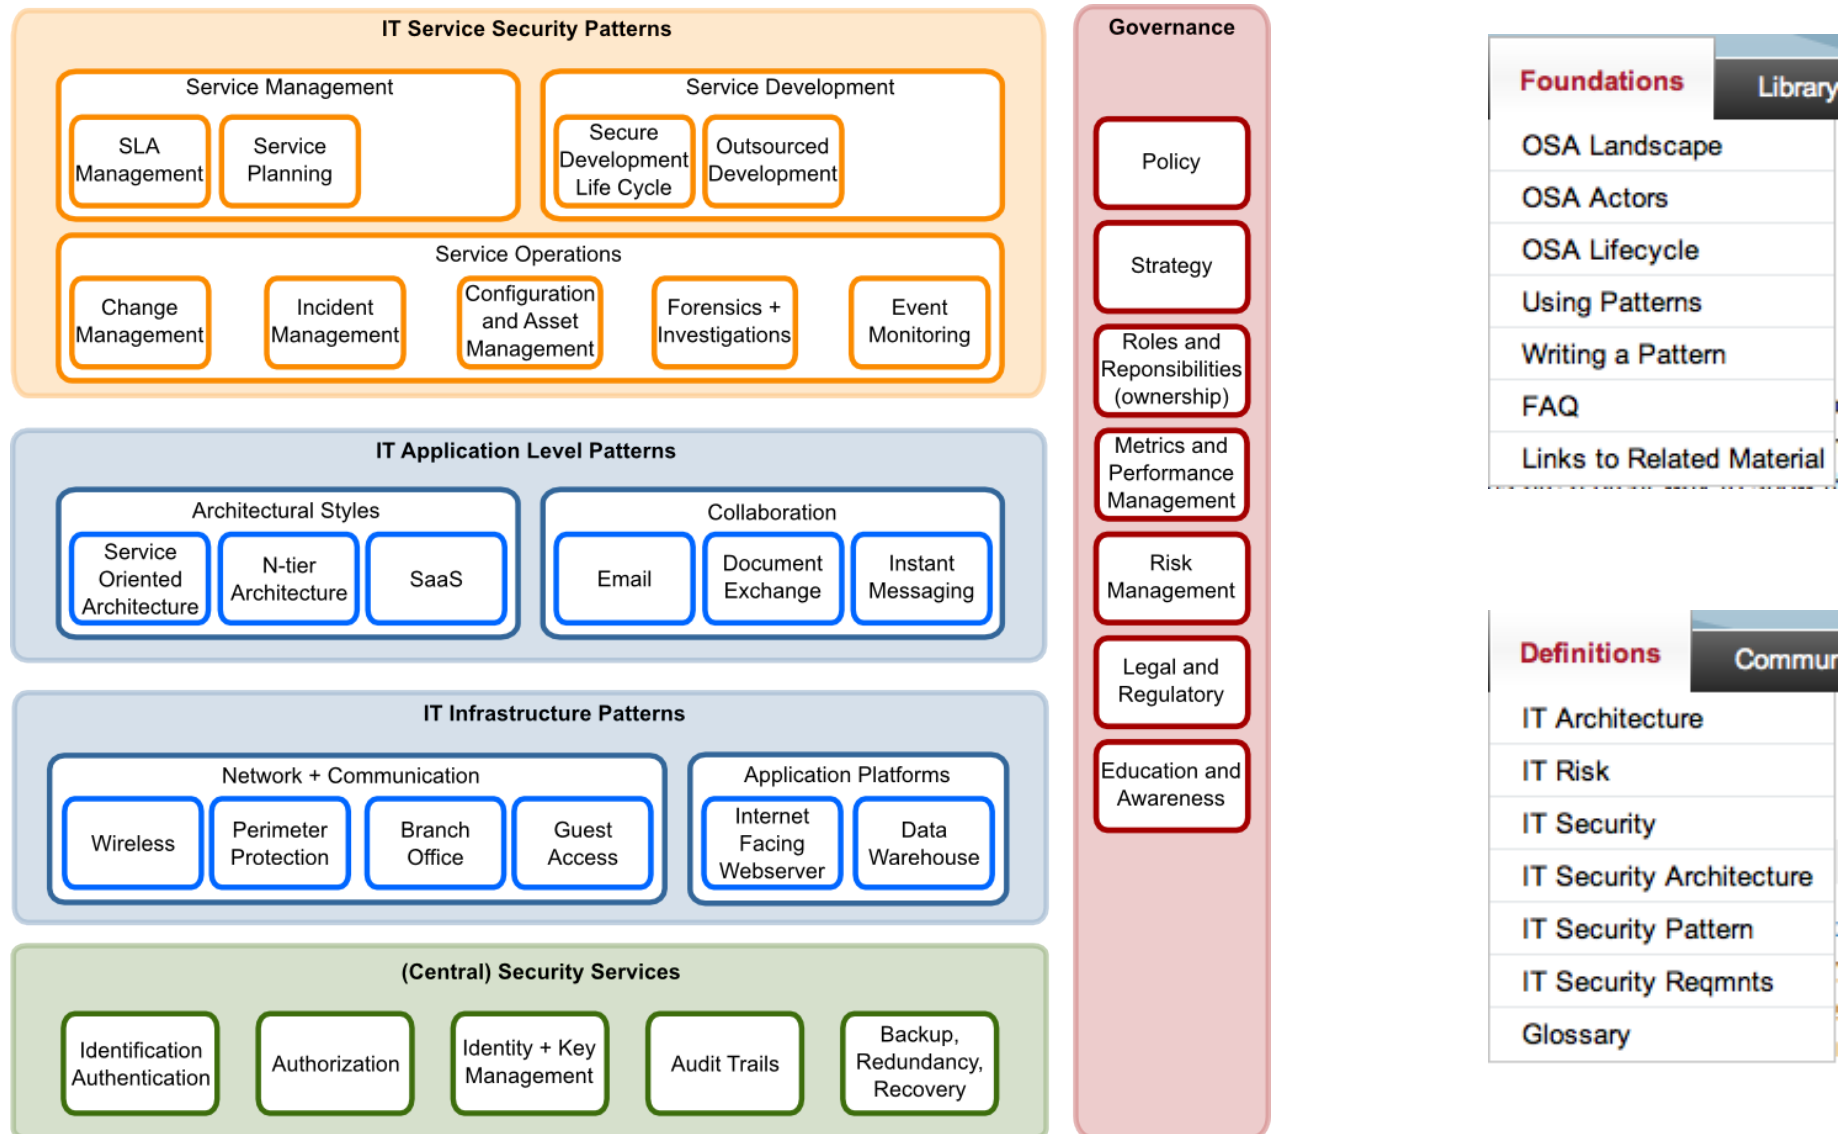 IT Service Security Patterns
Service Management
SLA
Management
Service
Planning
Service Development
Secure
Development
Life Cycle
Outsourced
Development
Service Operations
Change
Management
Incident
Management
Configuration
and Asset
Management
Forensics +
Investigations
Event
Monitoring
IT Application Level Patterns
Architectural Styles
Service
Oriented
Architecture
N-tier
Architecture
SaaS
Collaboration
Email
Document
Exchange
Instant
Messaging
IT Infrastructure Patterns
Network + Communication
Wireless
Perimeter
Protection
Branch
Office
Guest
Access
Application Platforms
Internet
Facing
Webserver
Data
Warehouse
(Central) Security Services
Identification
Authentication
Authorization
Identity + Key
Management
Audit Trails
Backup,
Redundancy,
Recovery
Governance
Policy
Strategy
Roles and
Reponsibilities
(ownership)
Metrics and
Performance
Management
Risk
Management
Legal and
Regulatory
Education and
Awareness
Foundations
Library
OSA Landscape
OSA Actors
OSA Lifecycle
Using Patterns
Writing a Pattern
FAQ
Links to Related Material
Definitions
Commun
IT Architecture
IT Risk
IT Security
IT Security Architecture
IT Security Pattern
IT Security Reqmnts
Glossary